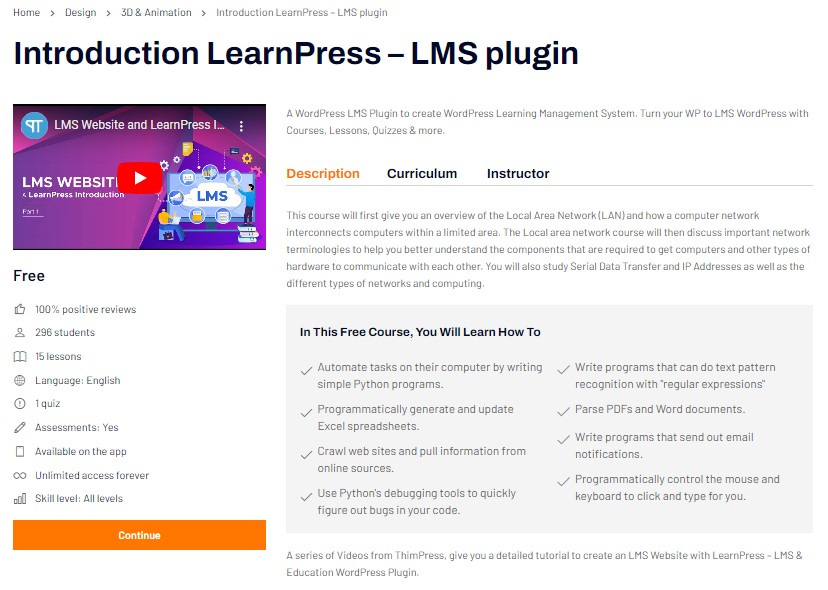 Home > Design > 3D & Animation > Introduction LearnPress – LMS plugin
Introduction LearnPress – LMS plugin
LMS Website and LearnPress I...
LMS WEBSIT
A LearnPress Introduction
Part 1
LMS
Free
100% positive reviews
296 students
15 lessons
Language: English
1 quiz
Assessments: Yes
Available on the app
Unlimited access forever
Skill level: All levels
Continue
A WordPress LMS Plugin to create WordPress Learning Management System. Turn your WP to LMS WordPress with
Courses, Lessons, Quizzes & more.
Description Curriculum Instructor
This course will first give you an overview of the Local Area Network (LAN) and how a computer network
interconnects computers within a limited area. The Local area network course will then discuss important network
terminologies to help you better understand the components that are required to get computers and other types of
hardware to communicate with each other. You will also study Serial Data Transfer and IP Addresses as well as the
different types of networks and computing.
In This Free Course, You Will Learn How To
Automate tasks on their computer by writing
simple Python programs.
Programmatically generate and update
Excel spreadsheets.
Crawl web sites and pull information from
online sources.
Use Python's debugging tools to quickly
figure out bugs in your code.
Write programs that can do text pattern
recognition with "regular expressions"
Parse PDFs and Word documents.
Write programs that send out email
notifications.
Programmatically control the mouse and
keyboard to click and type for you.
A series of Videos from ThimPress, give you a detailed tutorial to create an LMS Website with LearnPress – LMS &
Education WordPress Plugin.